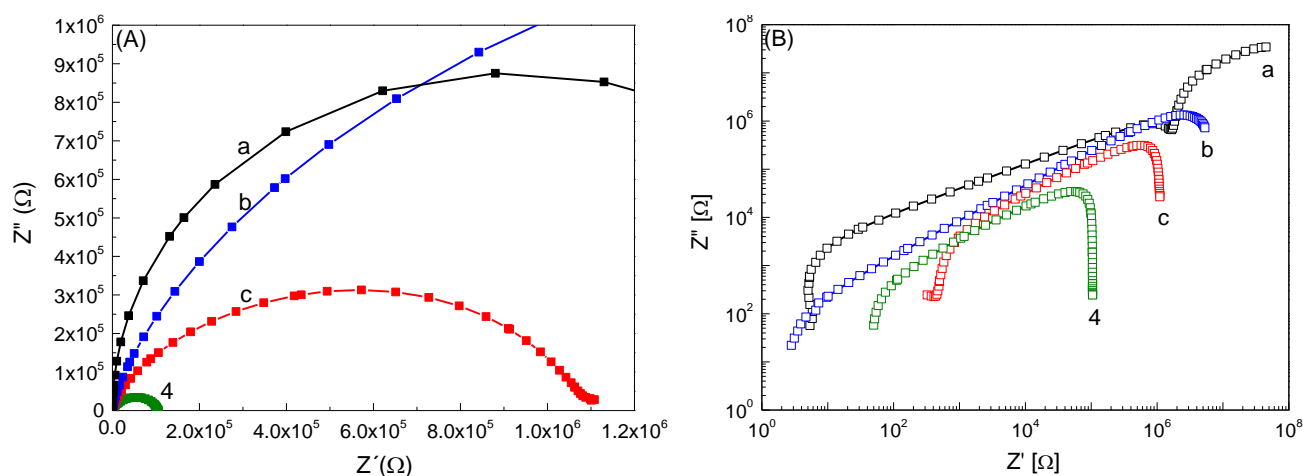 (A)
1x10⁶
9x10⁵
8x10⁵
7x10⁵
6x10⁵
5x10⁵
4x10⁵
3x10⁵
2x10⁵
1x10⁵
0
Z" (Ω)
a
b
c
4
0.0
2.0x10⁵
4.0x10⁵
6.0x10⁵
8.0x10⁵
1.0x10⁶
1.2x10⁶
Z´(Ω)
(B)
10⁸
10⁶
10⁴
10²
10⁰
Z" [Ω]
a
b
c
4
10⁰
10²
10⁴
10⁶
10⁸
Z' [Ω]